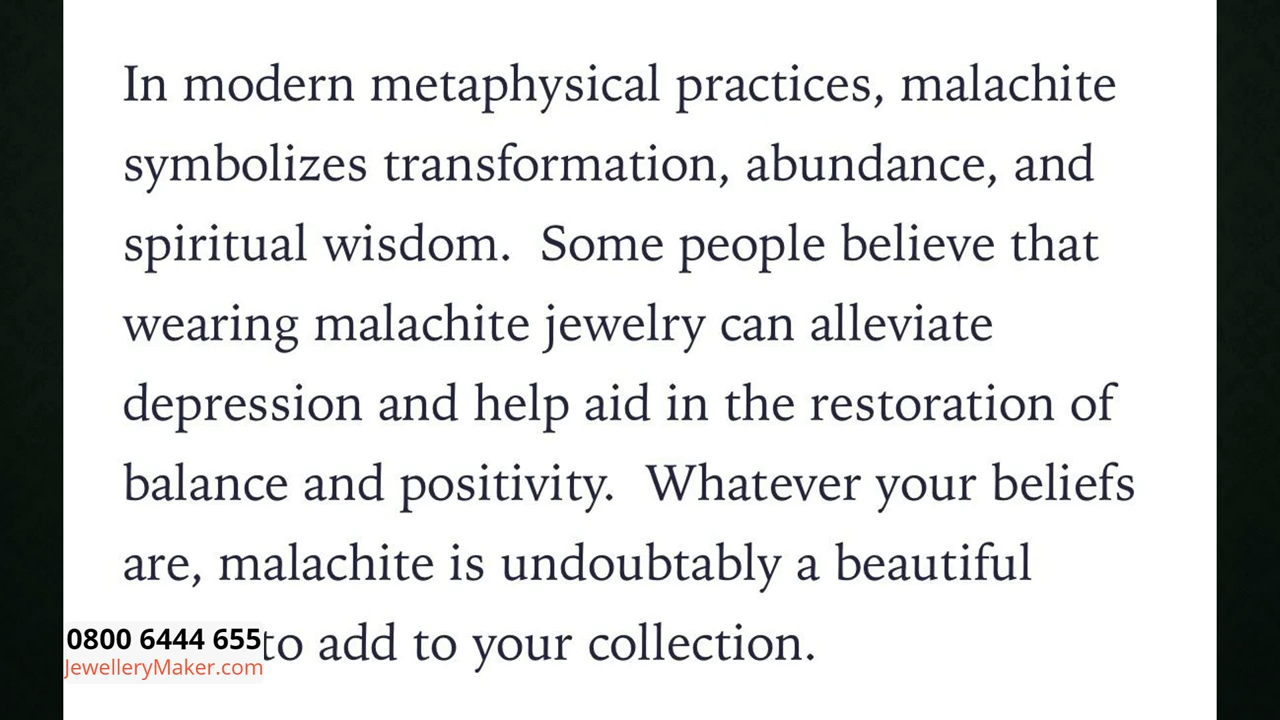 In modern metaphysical practices, malachite
symbolizes transformation, abundance, and
spiritual wisdom.  Some people believe that
wearing malachite jewelry can alleviate
depression and help aid in the restoration of
balance and positivity.  Whatever your beliefs
are, malachite is undoubtably a beautiful
to add to your collection.
0800 6444 655
JewelleryMaker.com